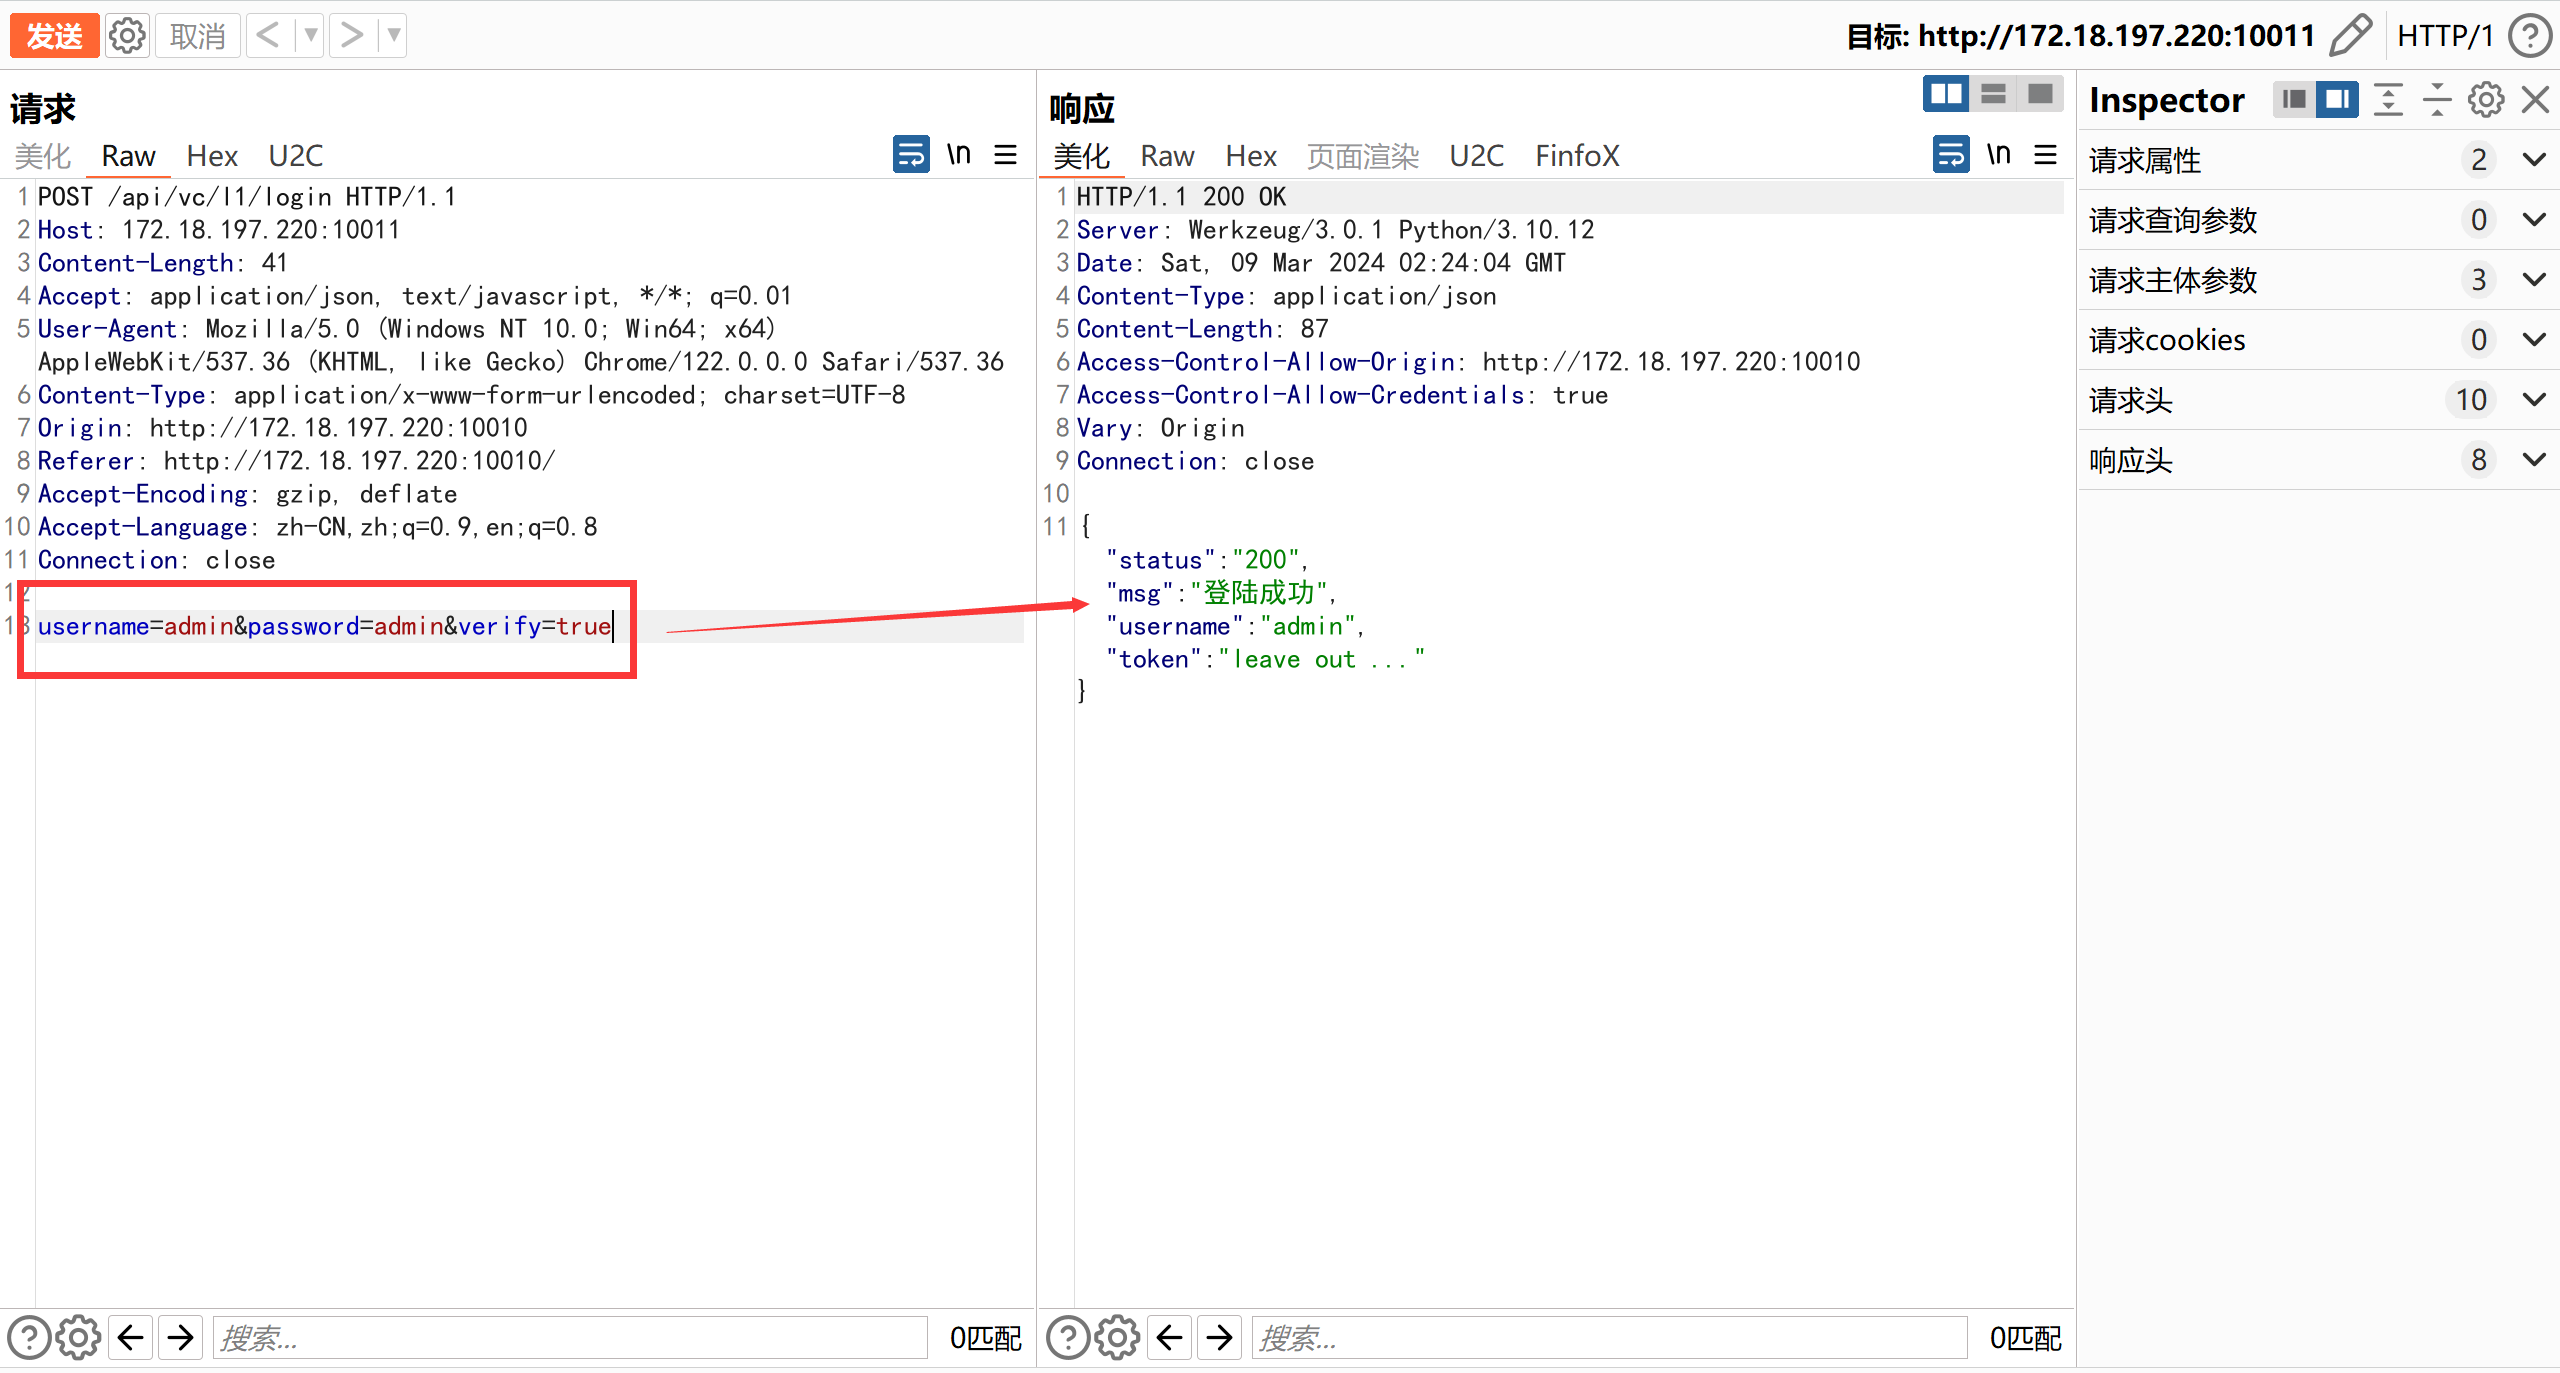 发送 取消 < > 目标: http://172.18.197.220:10011 HTTP/1 ?
请求
美化 Raw Hex U2C \n
1 POST /api/vc/l1/login HTTP/1.1
2 Host: 172.18.197.220:10011
3 Content-Length: 41
4 Accept: application/json, text/javascript, */*; q=0.01
5 User-Agent: Mozilla/5.0 (Windows NT 10.0; Win64; x64)
AppleWebKit/537.36 (KHTML, like Gecko) Chrome/122.0.0.0 Safari/537.36
6 Content-Type: application/x-www-form-urlencoded; charset=UTF-8
7 Origin: http://172.18.197.220:10010
8 Referer: http://172.18.197.220:10010/
9 Accept-Encoding: gzip, deflate
10 Accept-Language: zh-CN,zh;q=0.9,en;q=0.8
11 Connection: close
12
13 username=admin&password=admin&verify=true
? 搜索... 0匹配
响应
美化 Raw Hex 页面渲染 U2C FinfoX \n
1 HTTP/1.1 200 OK
2 Server: Werkzeug/3.0.1 Python/3.10.12
3 Date: Sat, 09 Mar 2024 02:24:04 GMT
4 Content-Type: application/json
5 Content-Length: 87
6 Access-Control-Allow-Origin: http://172.18.197.220:10010
7 Access-Control-Allow-Credentials: true
8 Vary: Origin
9 Connection: close
10
11 {
"status":"200",
"msg":"登陆成功",
"username":"admin",
"token":"leave out ..."
}
? 搜索... 0匹配
Inspector
请求属性 2
请求查询参数 0
请求主体参数 3
请求cookies 0
请求头 10
响应头 8